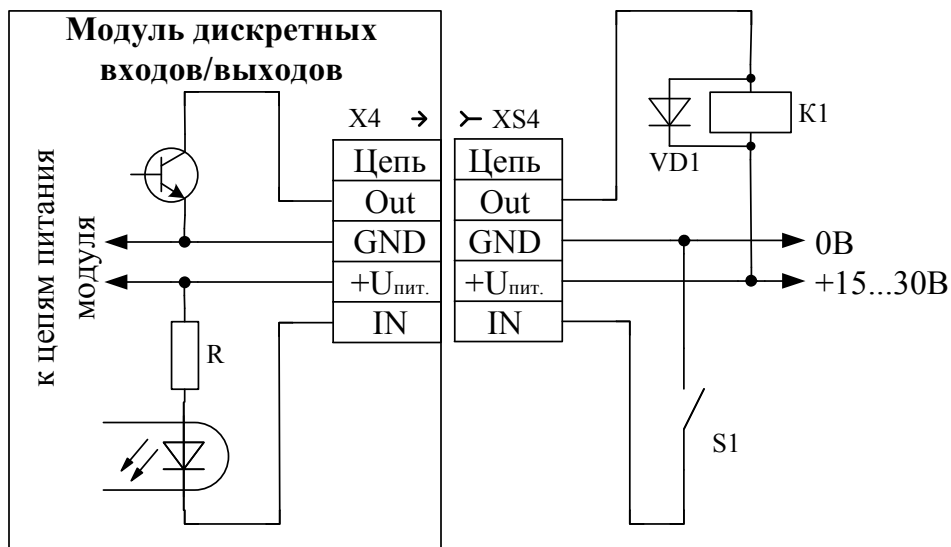 Модуль дискретных
входов/выходов
к цепям питания
модуля
X4
XS4
Цепь
Out
GND
+Uпит.
IN
Цепь
Out
GND
+Uпит.
IN
R
VD1
K1
0В
+15...30В
S1